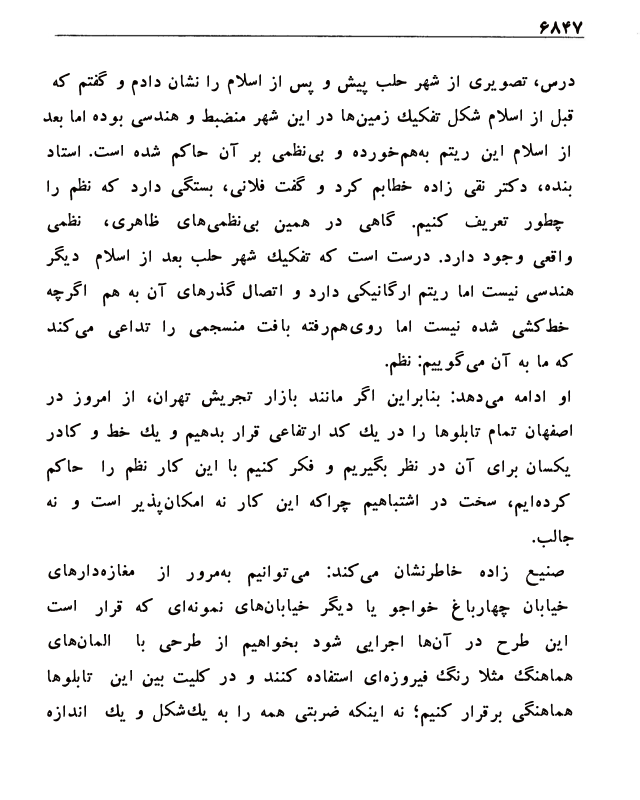 ۶۸۴۷
درس، تصویری از شهر حلب پیش و پس از اسلام را نشان دادم و گفتم که
قبل از اسلام شکل تفکیك زمین‌ها در این شهر منضبط و هندسی بوده اما بعد
از اسلام این ریتم به‌هم‌خورده و بی‌نظمی بر آن حاکم شده است. استاد
بنده، دکتر نقی زاده خطابم کرد و گفت فلانی، بستگی دارد که نظم را
چطور تعریف کنیم. گاهی در همین بی‌نظمی‌های ظاهری، نظمی
واقعی وجود دارد. درست است که تفکیك شهر حلب بعد از اسلام دیگر
هندسی نیست اما ریتم ارگانیکی دارد و اتصال گذرهای آن به هم اگرچه
خط‌کشی شده نیست اما روی‌هم‌رفته بافت منسجمی را تداعی می‌کند
که ما به آن می‌گوییم: نظم.
او ادامه می‌دهد: بنابراین اگر مانند بازار تجریش تهران، از امروز در
اصفهان تمام تابلوها را در یك کد ارتفاعی قرار بدهیم و یك خط و کادر
یکسان برای آن در نظر بگیریم و فکر کنیم با این کار نظم را حاکم
کرده‌ایم، سخت در اشتباهیم چراکه این کار نه امکان‌پذیر است و نه
جالب.
صنیع زاده خاطرنشان می‌کند: می‌توانیم به‌مرور از مغازه‌دارهای
خیابان چهارباغ خواجو یا دیگر خیابان‌های نمونه‌ای که قرار است
این طرح در آن‌ها اجرایی شود بخواهیم از طرحی با المان‌های
هماهنگ مثلا رنگ فیروزه‌ای استفاده کنند و در کلیت بین این تابلوها
هماهنگی برقرار کنیم؛ نه اینکه ضربتی همه را به یك‌شکل و یك اندازه